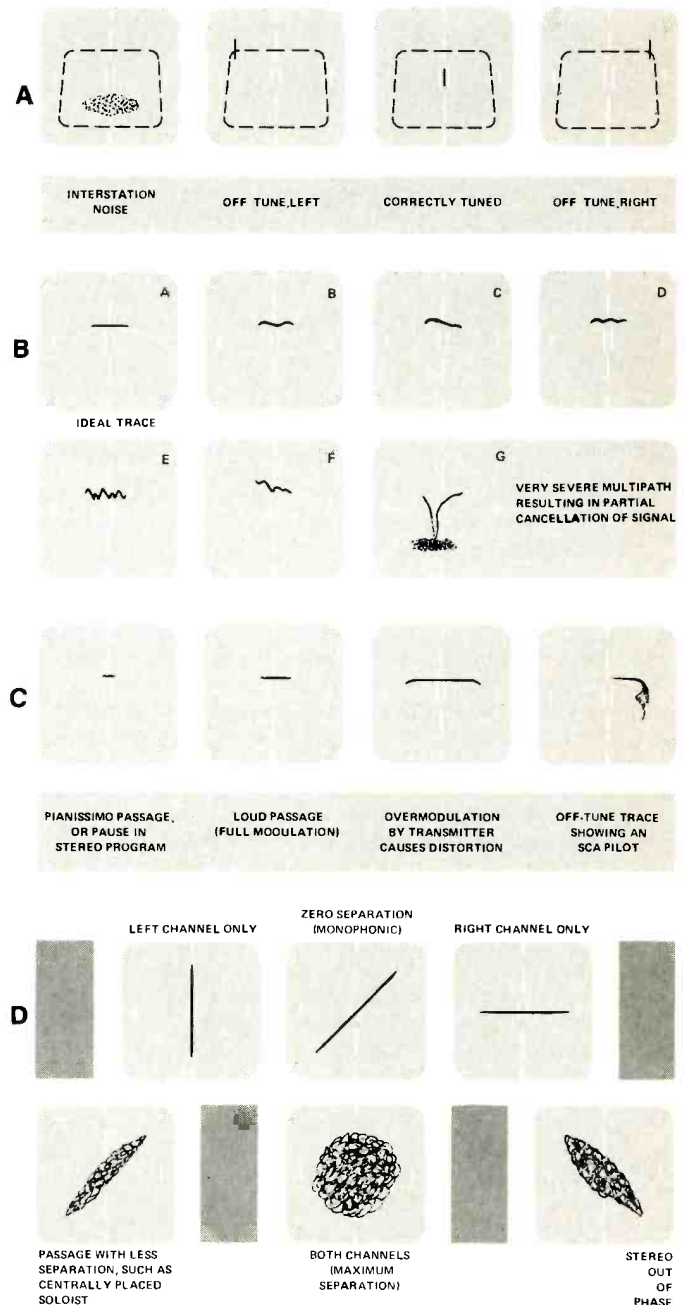 A
INTERSTATION
NOISE
OFF TUNE,LEFT
CORRECTLY TUNED
OFF TUNE,RIGHT
B
A
B
C
D
IDEAL TRACE
E
F
G
VERY SEVERE MULTIPATH
RESULTING IN PARTIAL
CANCELLATION OF SIGNAL
C
PIANISSIMO PASSAGE,
OR PAUSE IN
STEREO PROGRAM
LOUD PASSAGE
(FULL MODULATION)
OVERMODULATION
BY TRANSMITTER
CAUSES DISTORTION
OFF-TUNE TRACE
SHOWING AN
SCA PILOT
D
LEFT CHANNEL ONLY
ZERO SEPARATION
(MONOPHONIC)
RIGHT CHANNEL ONLY
PASSAGE WITH LESS
SEPARATION, SUCH AS
CENTRALLY PLACED
SOLOIST
BOTH CHANNELS
(MAXIMUM
SEPARATION)
STEREO
OUT
OF
PHASE